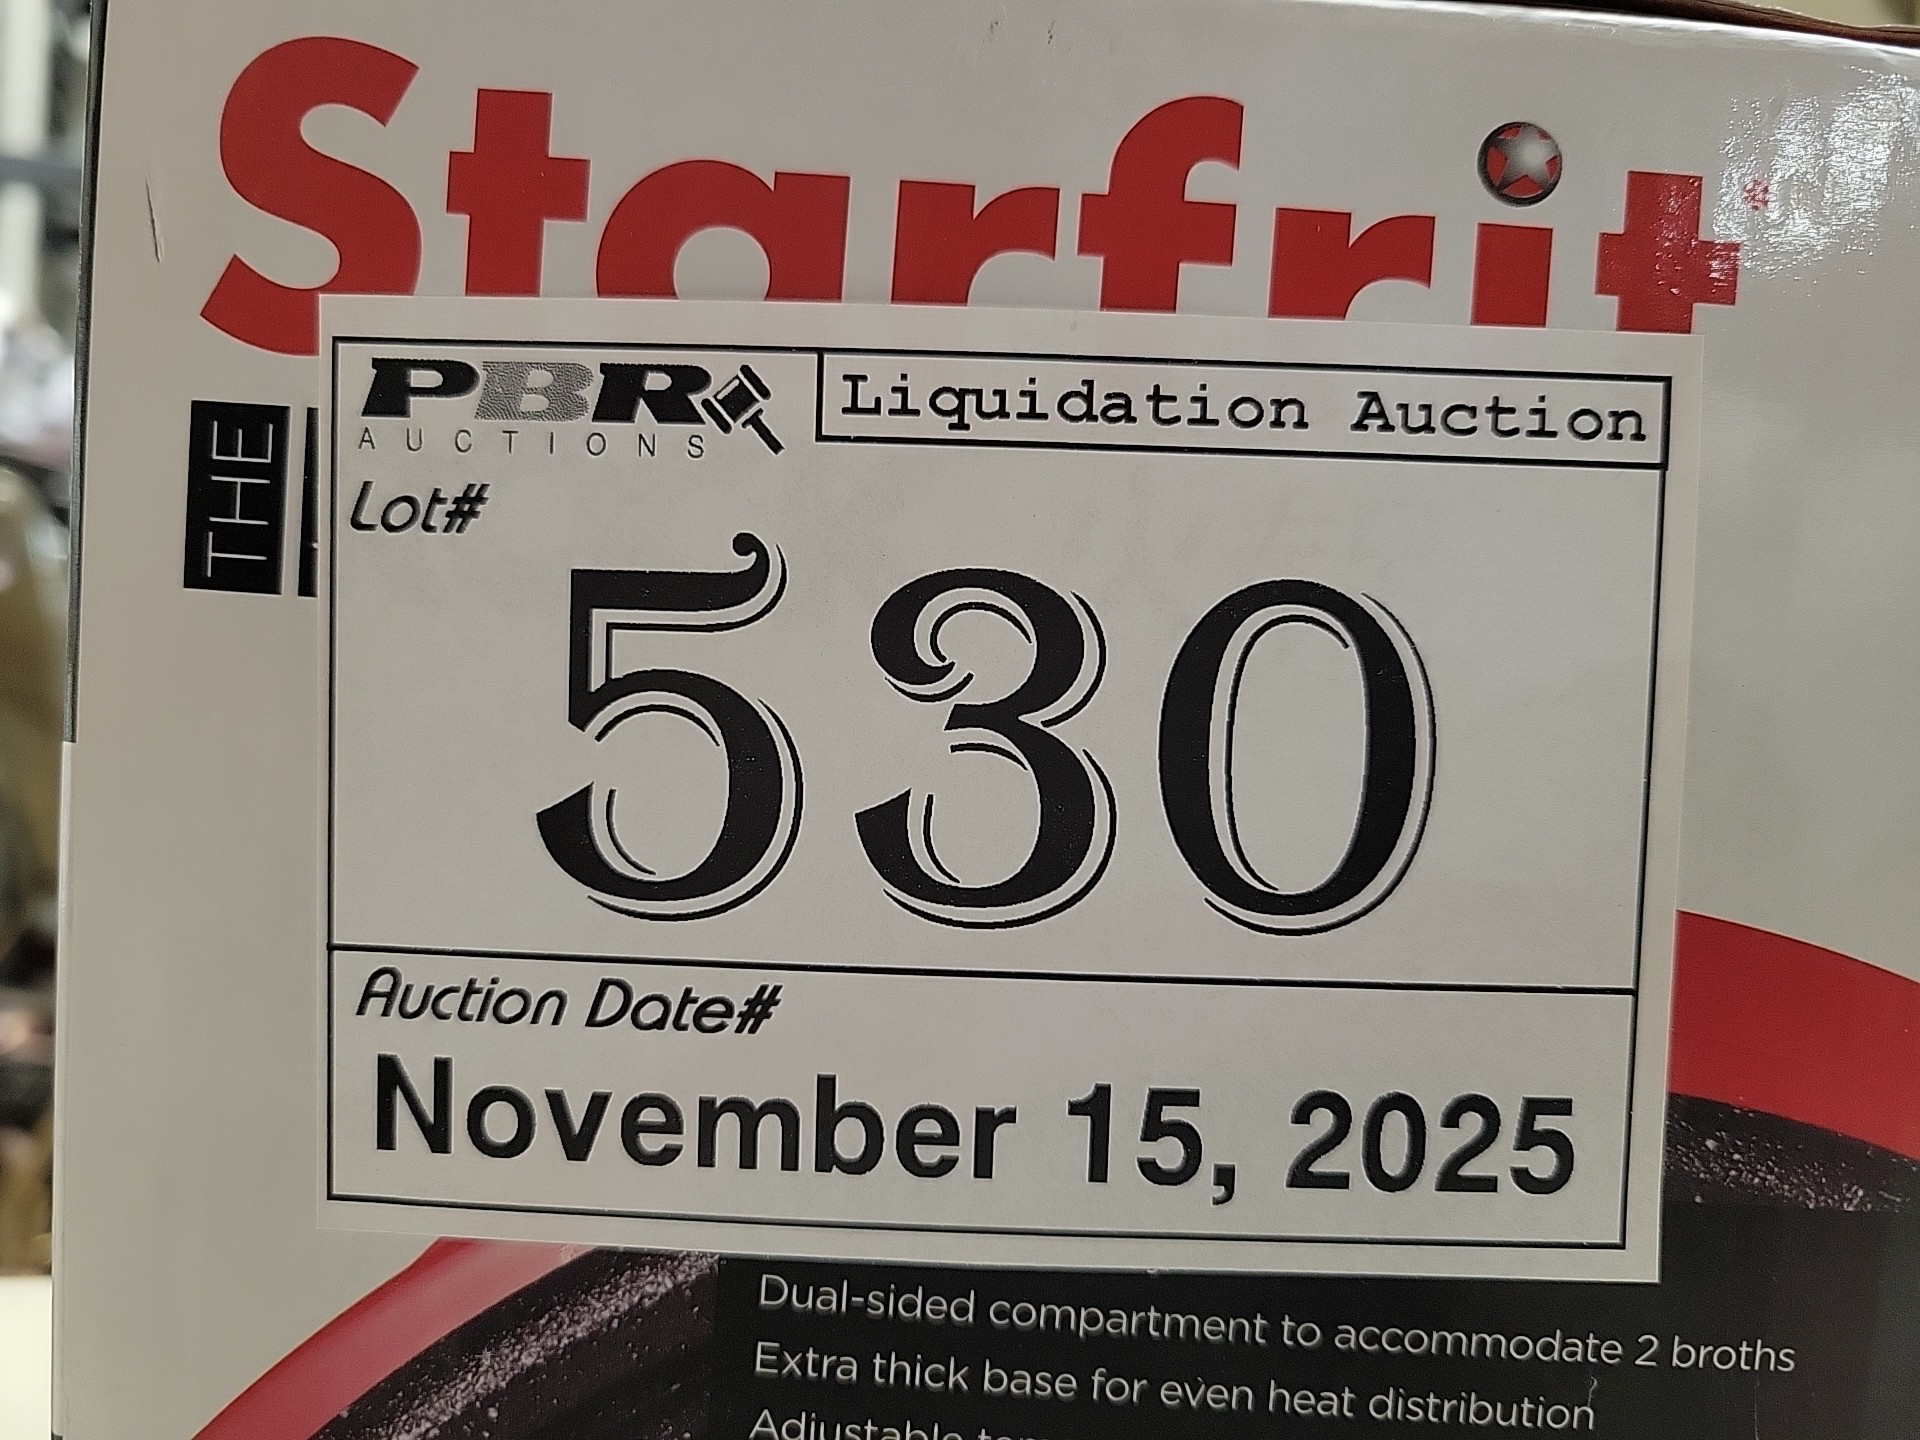 Starfrit
THE
PBR
AUCTIONS
Liquidation Auction
Lot#
530
Auction Date#
November 15, 2025
Dual-sided compartment to accommodate 2 broths
Extra thick base for even heat distribution
Adjustable